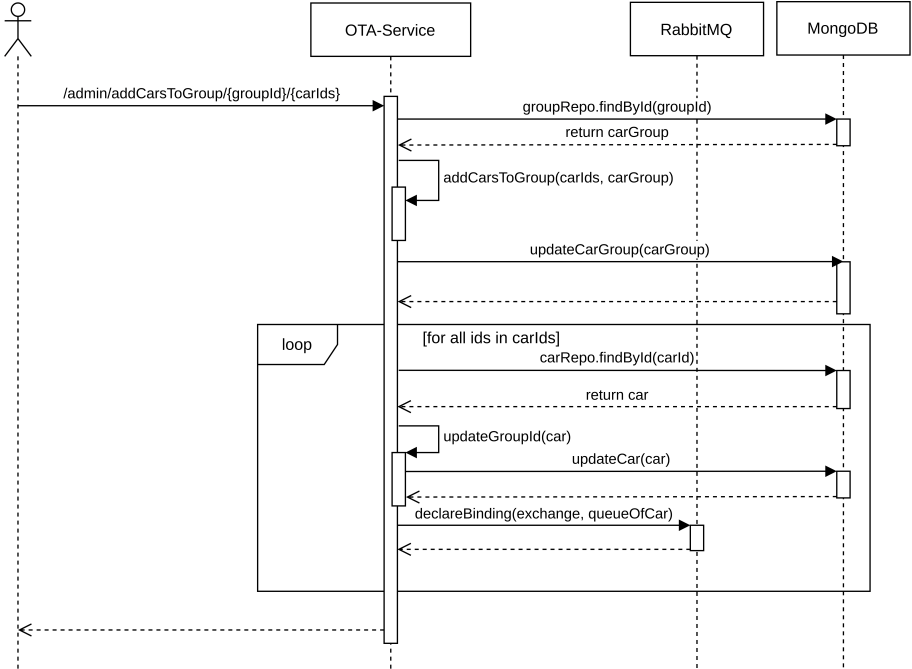 OTA-Service
RabbitMQ
MongoDB
/admin/addCarsToGroup/{groupId}/{carIds}
groupRepo.findById(groupId)
return carGroup
addCarsToGroup(carIds, carGroup)
updateCarGroup(carGroup)
loop
[for all ids in carIds]
carRepo.findById(carId)
return car
updateGroupId(car)
updateCar(car)
declareBinding(exchange, queueOfCar)